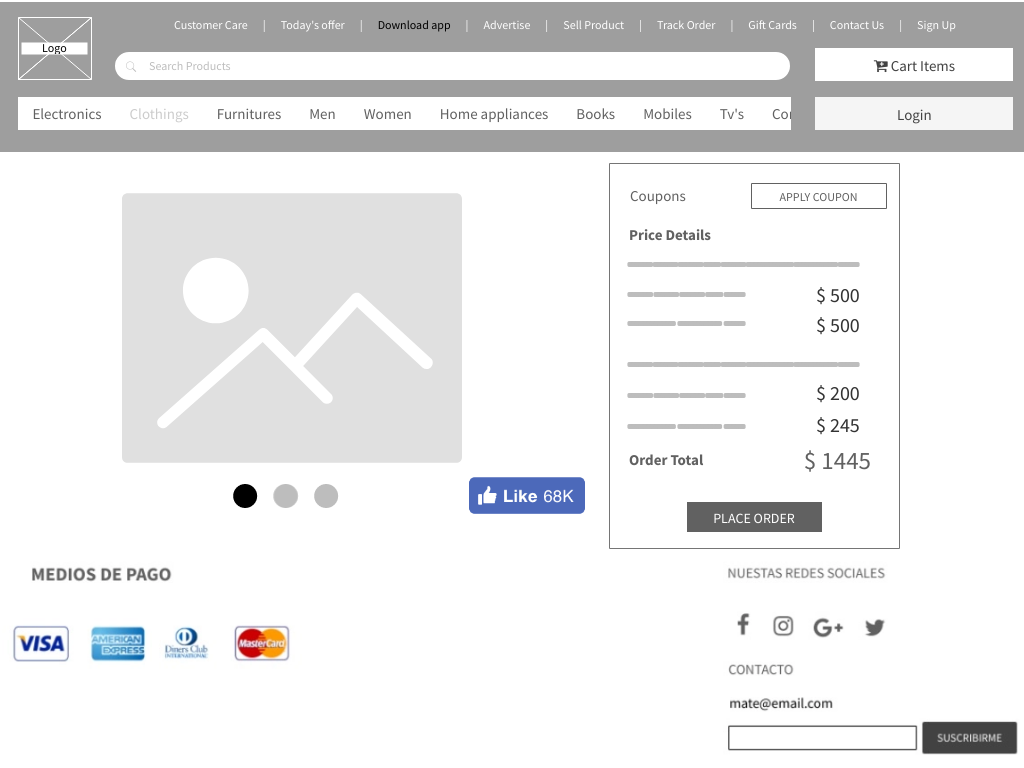 Logo
Customer Care | Today's offer | Download app | Advertise | Sell Product | Track Order | Gift Cards | Contact Us | Sign Up
Search Products
Cart Items
Electronics Clothings Furnitures Men Women Home appliances Books Mobiles Tv's Cor
Login
Coupons APPLY COUPON
Price Details
$ 500
$ 500
$ 200
$ 245
Order Total $ 1445
Like 68K
PLACE ORDER
MEDIOS DE PAGO
VISA
AMERICAN EXPRESS
Diners Club
INTERNATIONAL
MasterCard
NUESTAS REDES SOCIALES
CONTACTO
mate@email.com
SUSCRIBIRME